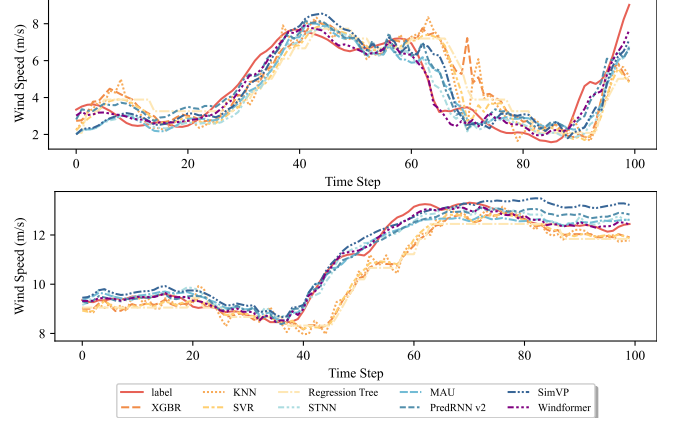 8
6
4
2
Wind Speed (m/s)
0 20 40 60 80 100
Time Step
12
10
8
Wind Speed (m/s)
0 20 40 60 80 100
Time Step
label KNN Regression Tree MAU SimVP
XGBR SVR STNN PredRNN v2 Windformer